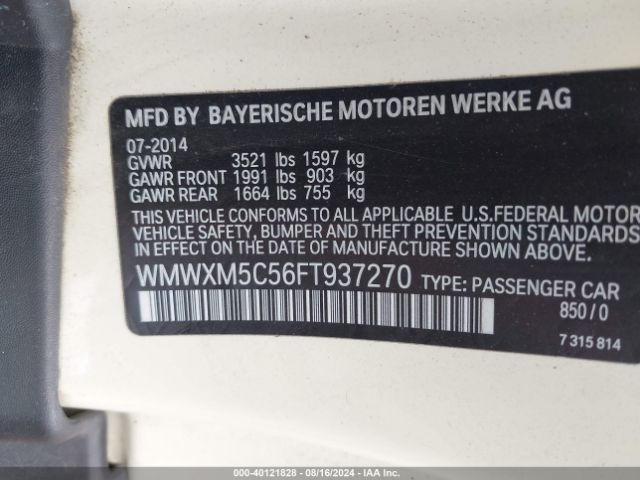 MFD BY BAYERISCHE MOTOREN WERKE AG
07-2014
GVWR 3521 lbs 1597 kg
GAWR FRONT 1991 lbs 903 kg
GAWR REAR 1664 lbs 755 kg
THIS VEHICLE CONFORMS TO ALL APPLICABLE U.S.FEDERAL MOTOR
VEHICLE SAFETY, BUMPER AND THEFT PREVENTION STANDARDS
IN EFFECT ON THE DATE OF MANUFACTURE SHOWN ABOVE.
WMWXM5C56FT937270 TYPE: PASSENGER CAR
850/0
7 315 814
000-40121828 - 08/16/2024 - IAA Inc.